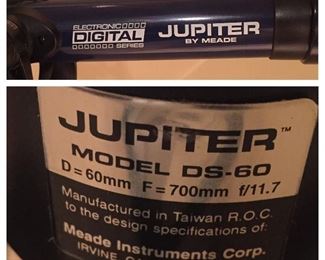 ELECTRONIC
DIGITAL
SERIES
JUPITER
BY MEADE
JUPITER™
MODEL DS-60
D=60mm F=700mm f/11.7
Manufactured in Taiwan R.O.C.
to the design specifications of:
Meade Instruments Corp.
IRVINE,